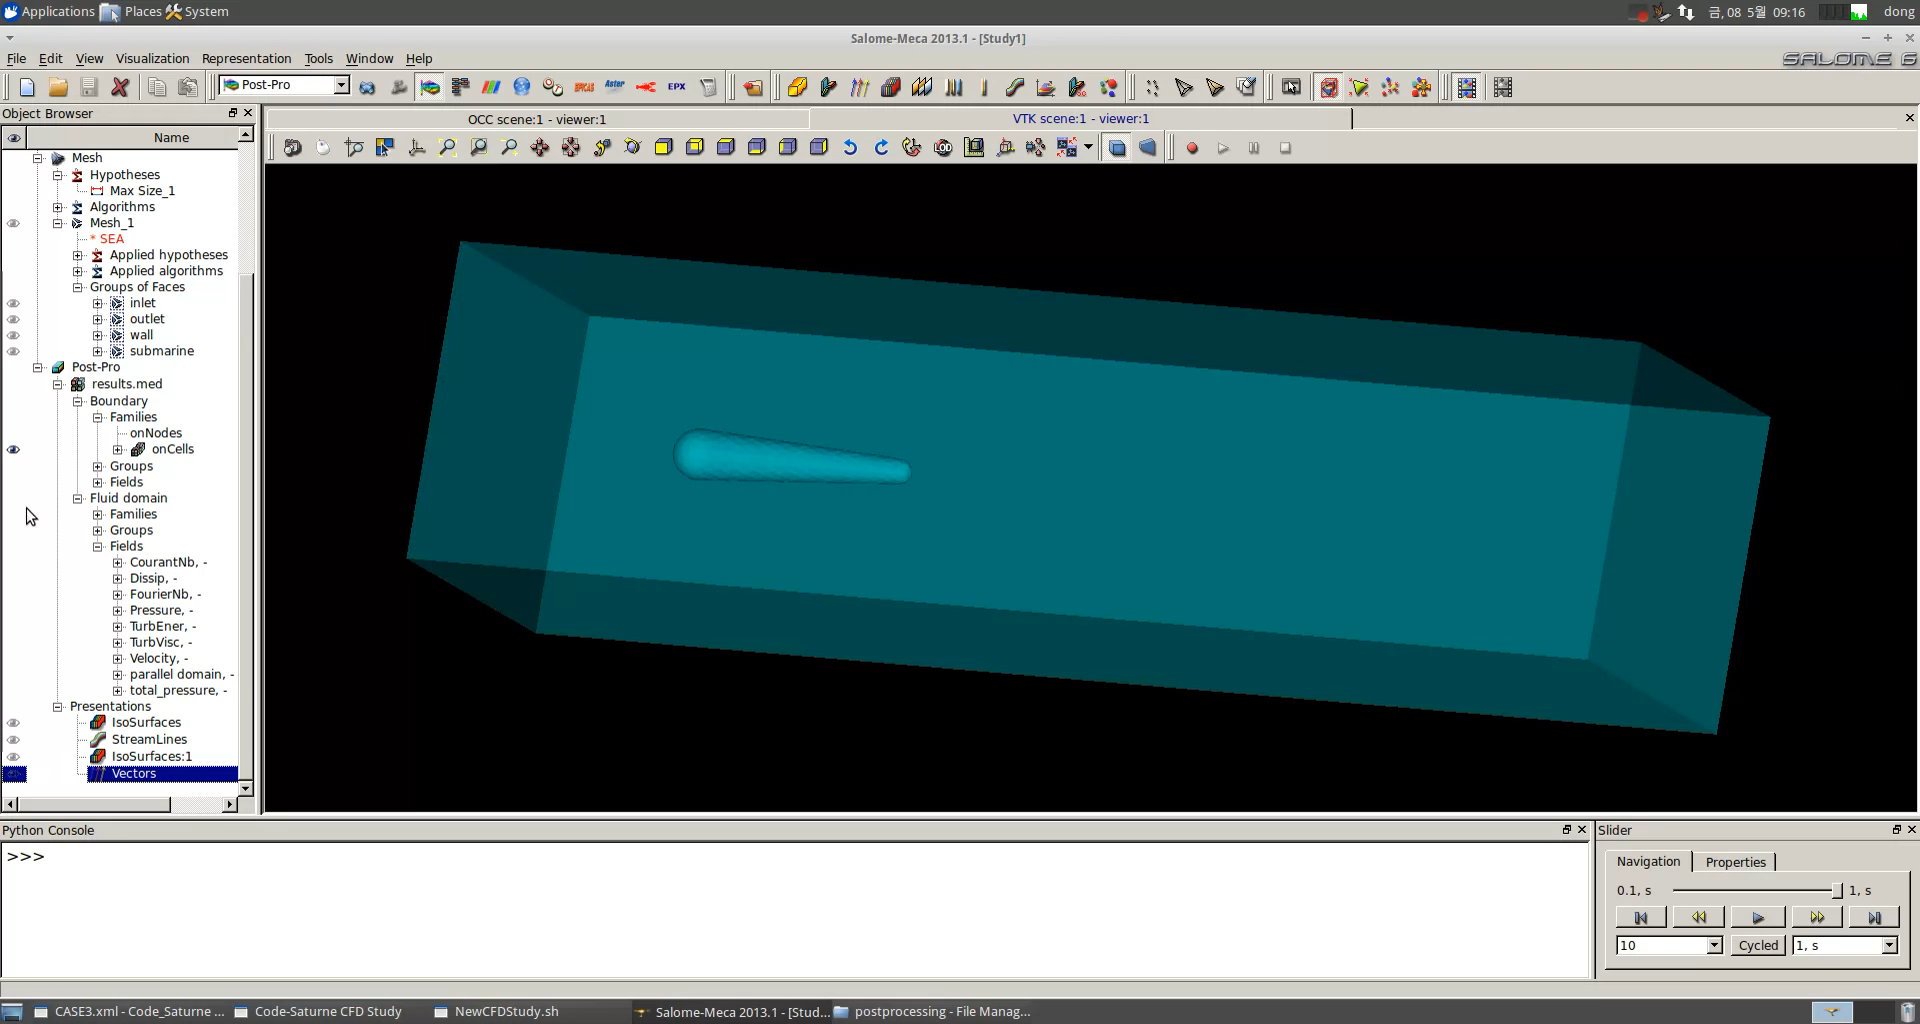 Applications Places System 금, 08 5월 09:16 dong
Salome-Meca 2013.1 - [Study1]
File Edit View Visualization Representation Tools Window Help SALOME 6
Post-Pro Aster EPX
Object Browser
OCC scene:1 - viewer:1 VTK scene:1 - viewer:1
Name
LOD
Mesh
Hypotheses
Max Size_1
Algorithms
Mesh_1
* SEA
Applied hypotheses
Applied algorithms
Groups of Faces
inlet
outlet
wall
submarine
Post-Pro
results.med
Boundary
Families
onNodes
onCells
Groups
Fields
Fluid domain
Families
Groups
Fields
CourantNb, -
Dissip, -
FourierNb, -
Pressure, -
TurbEner, -
TurbVisc, -
Velocity, -
parallel domain, -
total_pressure, -
Presentations
IsoSurfaces
StreamLines
IsoSurfaces:1
Vectors
Python Console
>>>
Slider
Navigation Properties
0.1, s 1, s
10 Cycled 1, s
CASE3.xml - Code_Saturne ... Code-Saturne CFD Study NewCFDStudy.sh Salome-Meca 2013.1 - [Stud... postprocessing - File Manag...